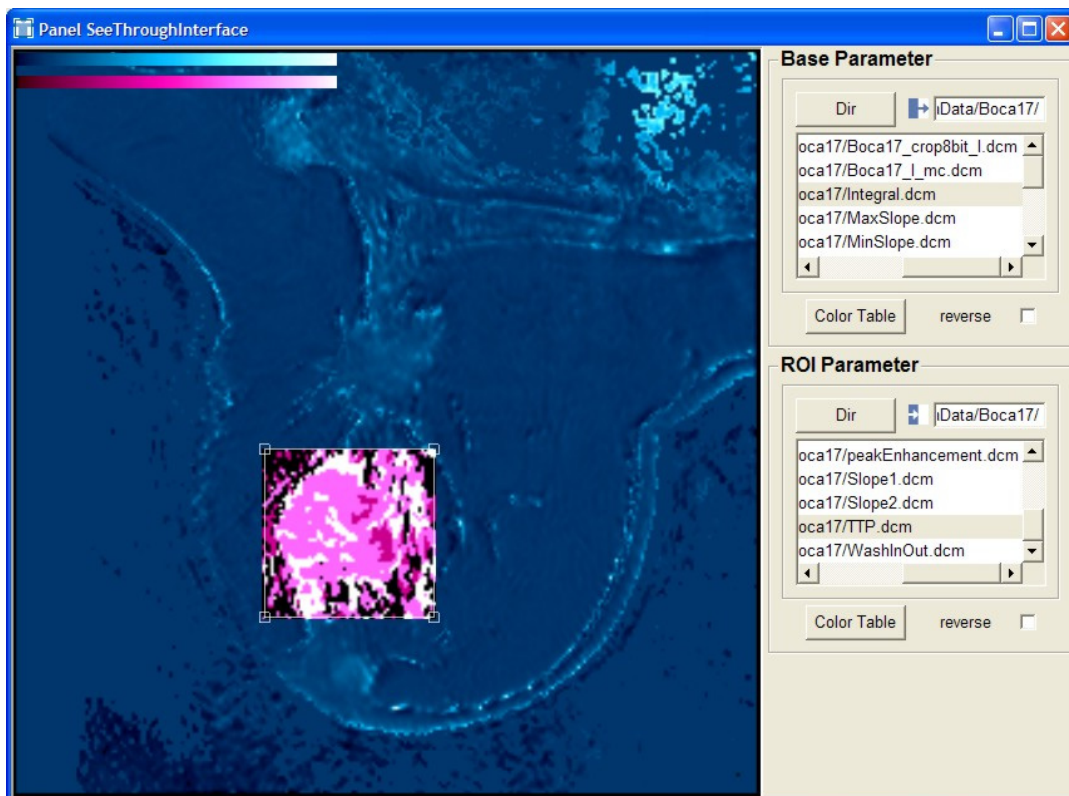 Panel SeeThroughInterface
Base Parameter
Dir
ıData/Boca17/
oca17/Boca17_crop8bit_l.dcm
oca17/Boca17_l_mc.dcm
oca17/Integral.dcm
oca17/MaxSlope.dcm
oca17/MinSlope.dcm
Color Table
reverse
ROI Parameter
Dir
ıData/Boca17/
oca17/peakEnhancement.dcm
oca17/Slope1.dcm
oca17/Slope2.dcm
oca17/TTP.dcm
oca17/WashInOut.dcm
Color Table
reverse